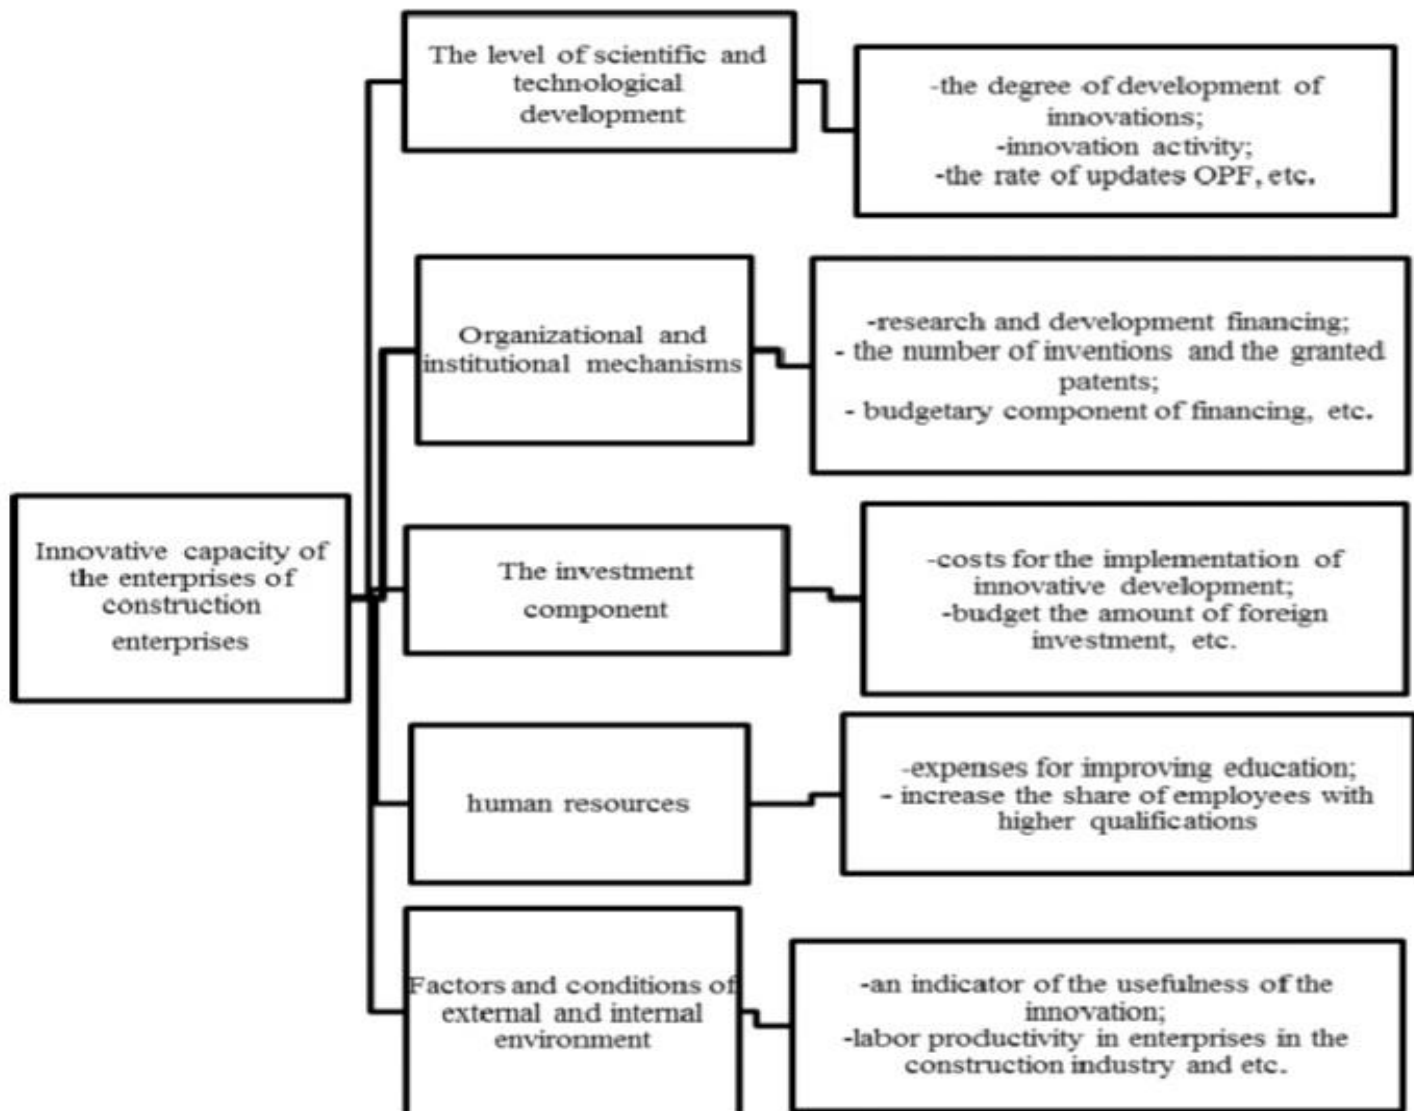 The level of scientific and
technological
development
-the degree of development of
innovations;
-innovation activity;
-the rate of updates OPF, etc.
Organizational and
institutional mechanisms
-research and development financing;
- the number of inventions and the granted
patents;
- budgetary component of financing, etc.
Innovative capacity of
the enterprises of
construction
enterprises
The investment
component
-costs for the implementation of
innovative development;
-budget the amount of foreign
investment, etc.
human resources
-expenses for improving education;
- increase the share of employees with
higher qualifications
Factors and conditions of
external and internal
environment
-an indicator of the usefulness of the
innovation;
-labor productivity in enterprises in the
construction industry and etc.